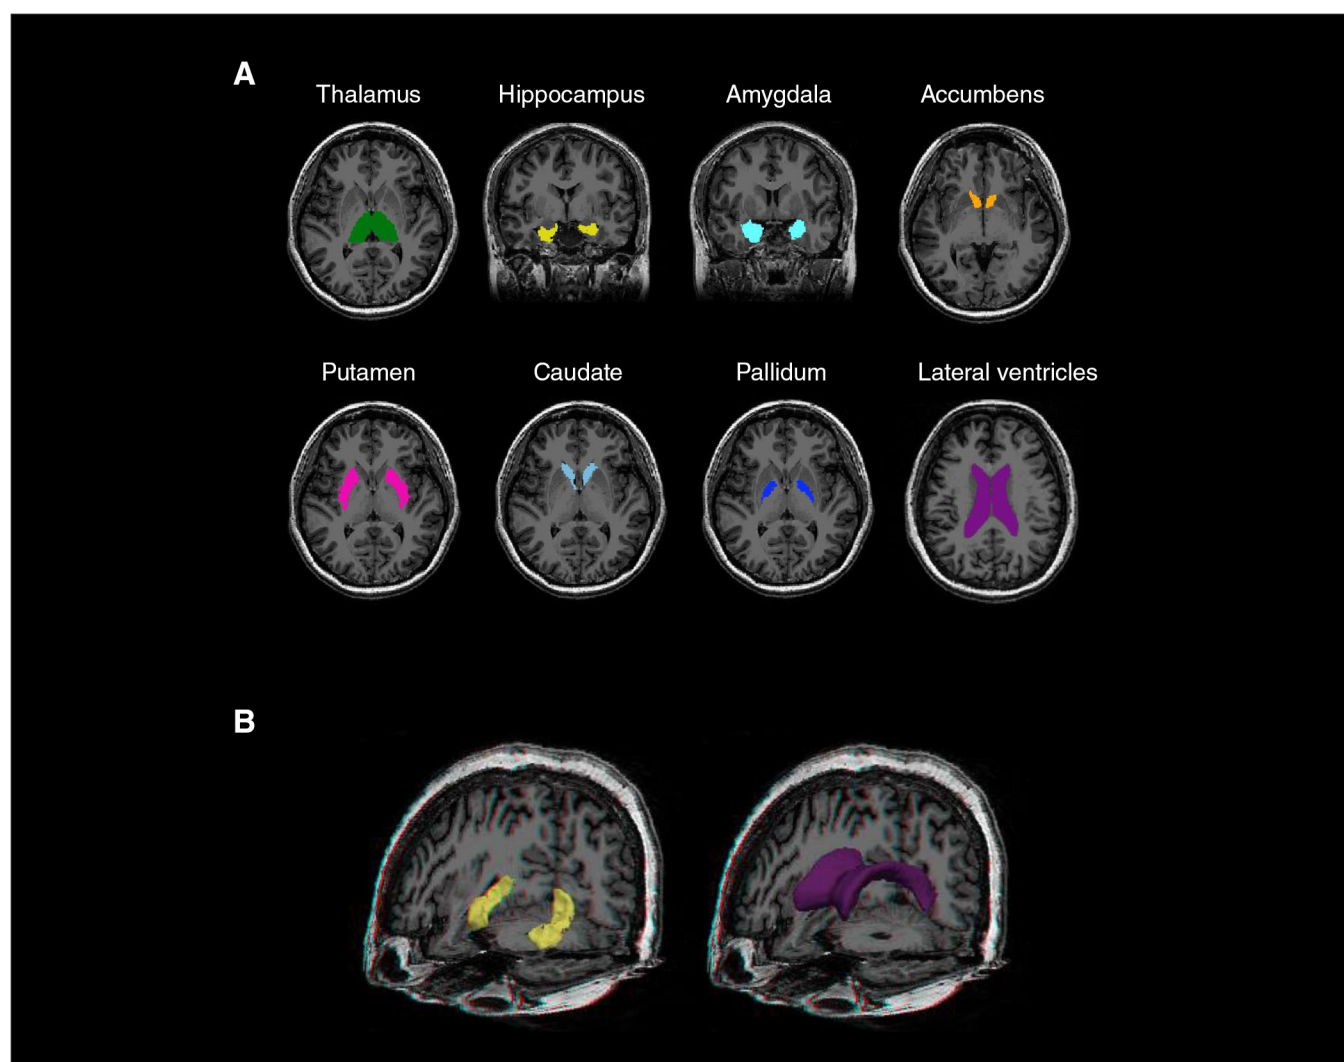 A
Thalamus Hippocampus Amygdala Accumbens
Putamen Caudate Pallidum Lateral ventricles
B